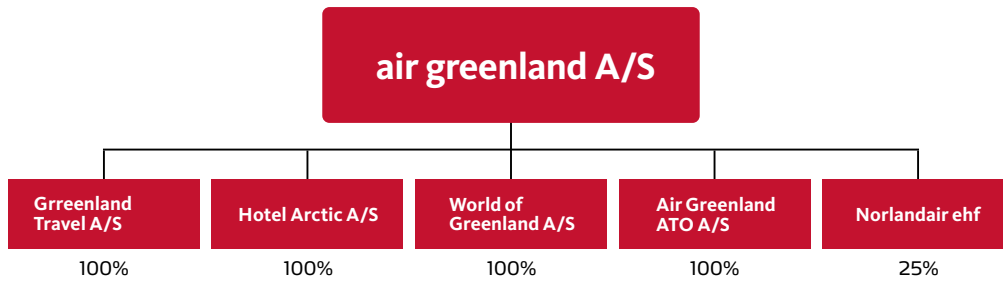 air greenland A/S
Grreenland
Travel A/S
Hotel Arctic A/S
World of
Greenland A/S
Air Greenland
ATO A/S
Norlandair ehf
100%
100%
100%
100%
25%